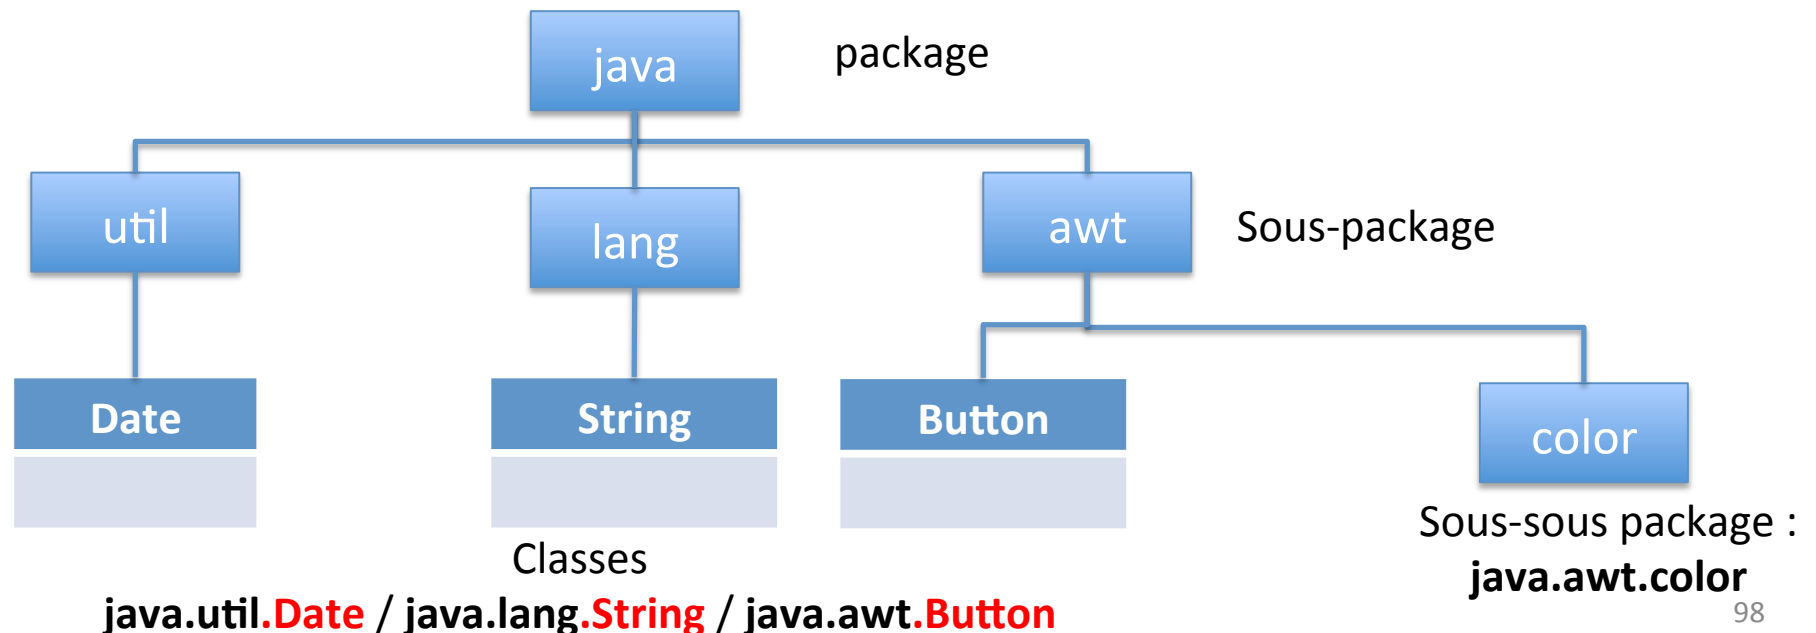 java
package
util
lang
awt
Sous-package
Date
String
Button
color
Classes
Sous-sous package :
java.awt.color
java.util.Date / java.lang.String / java.awt.Button
98